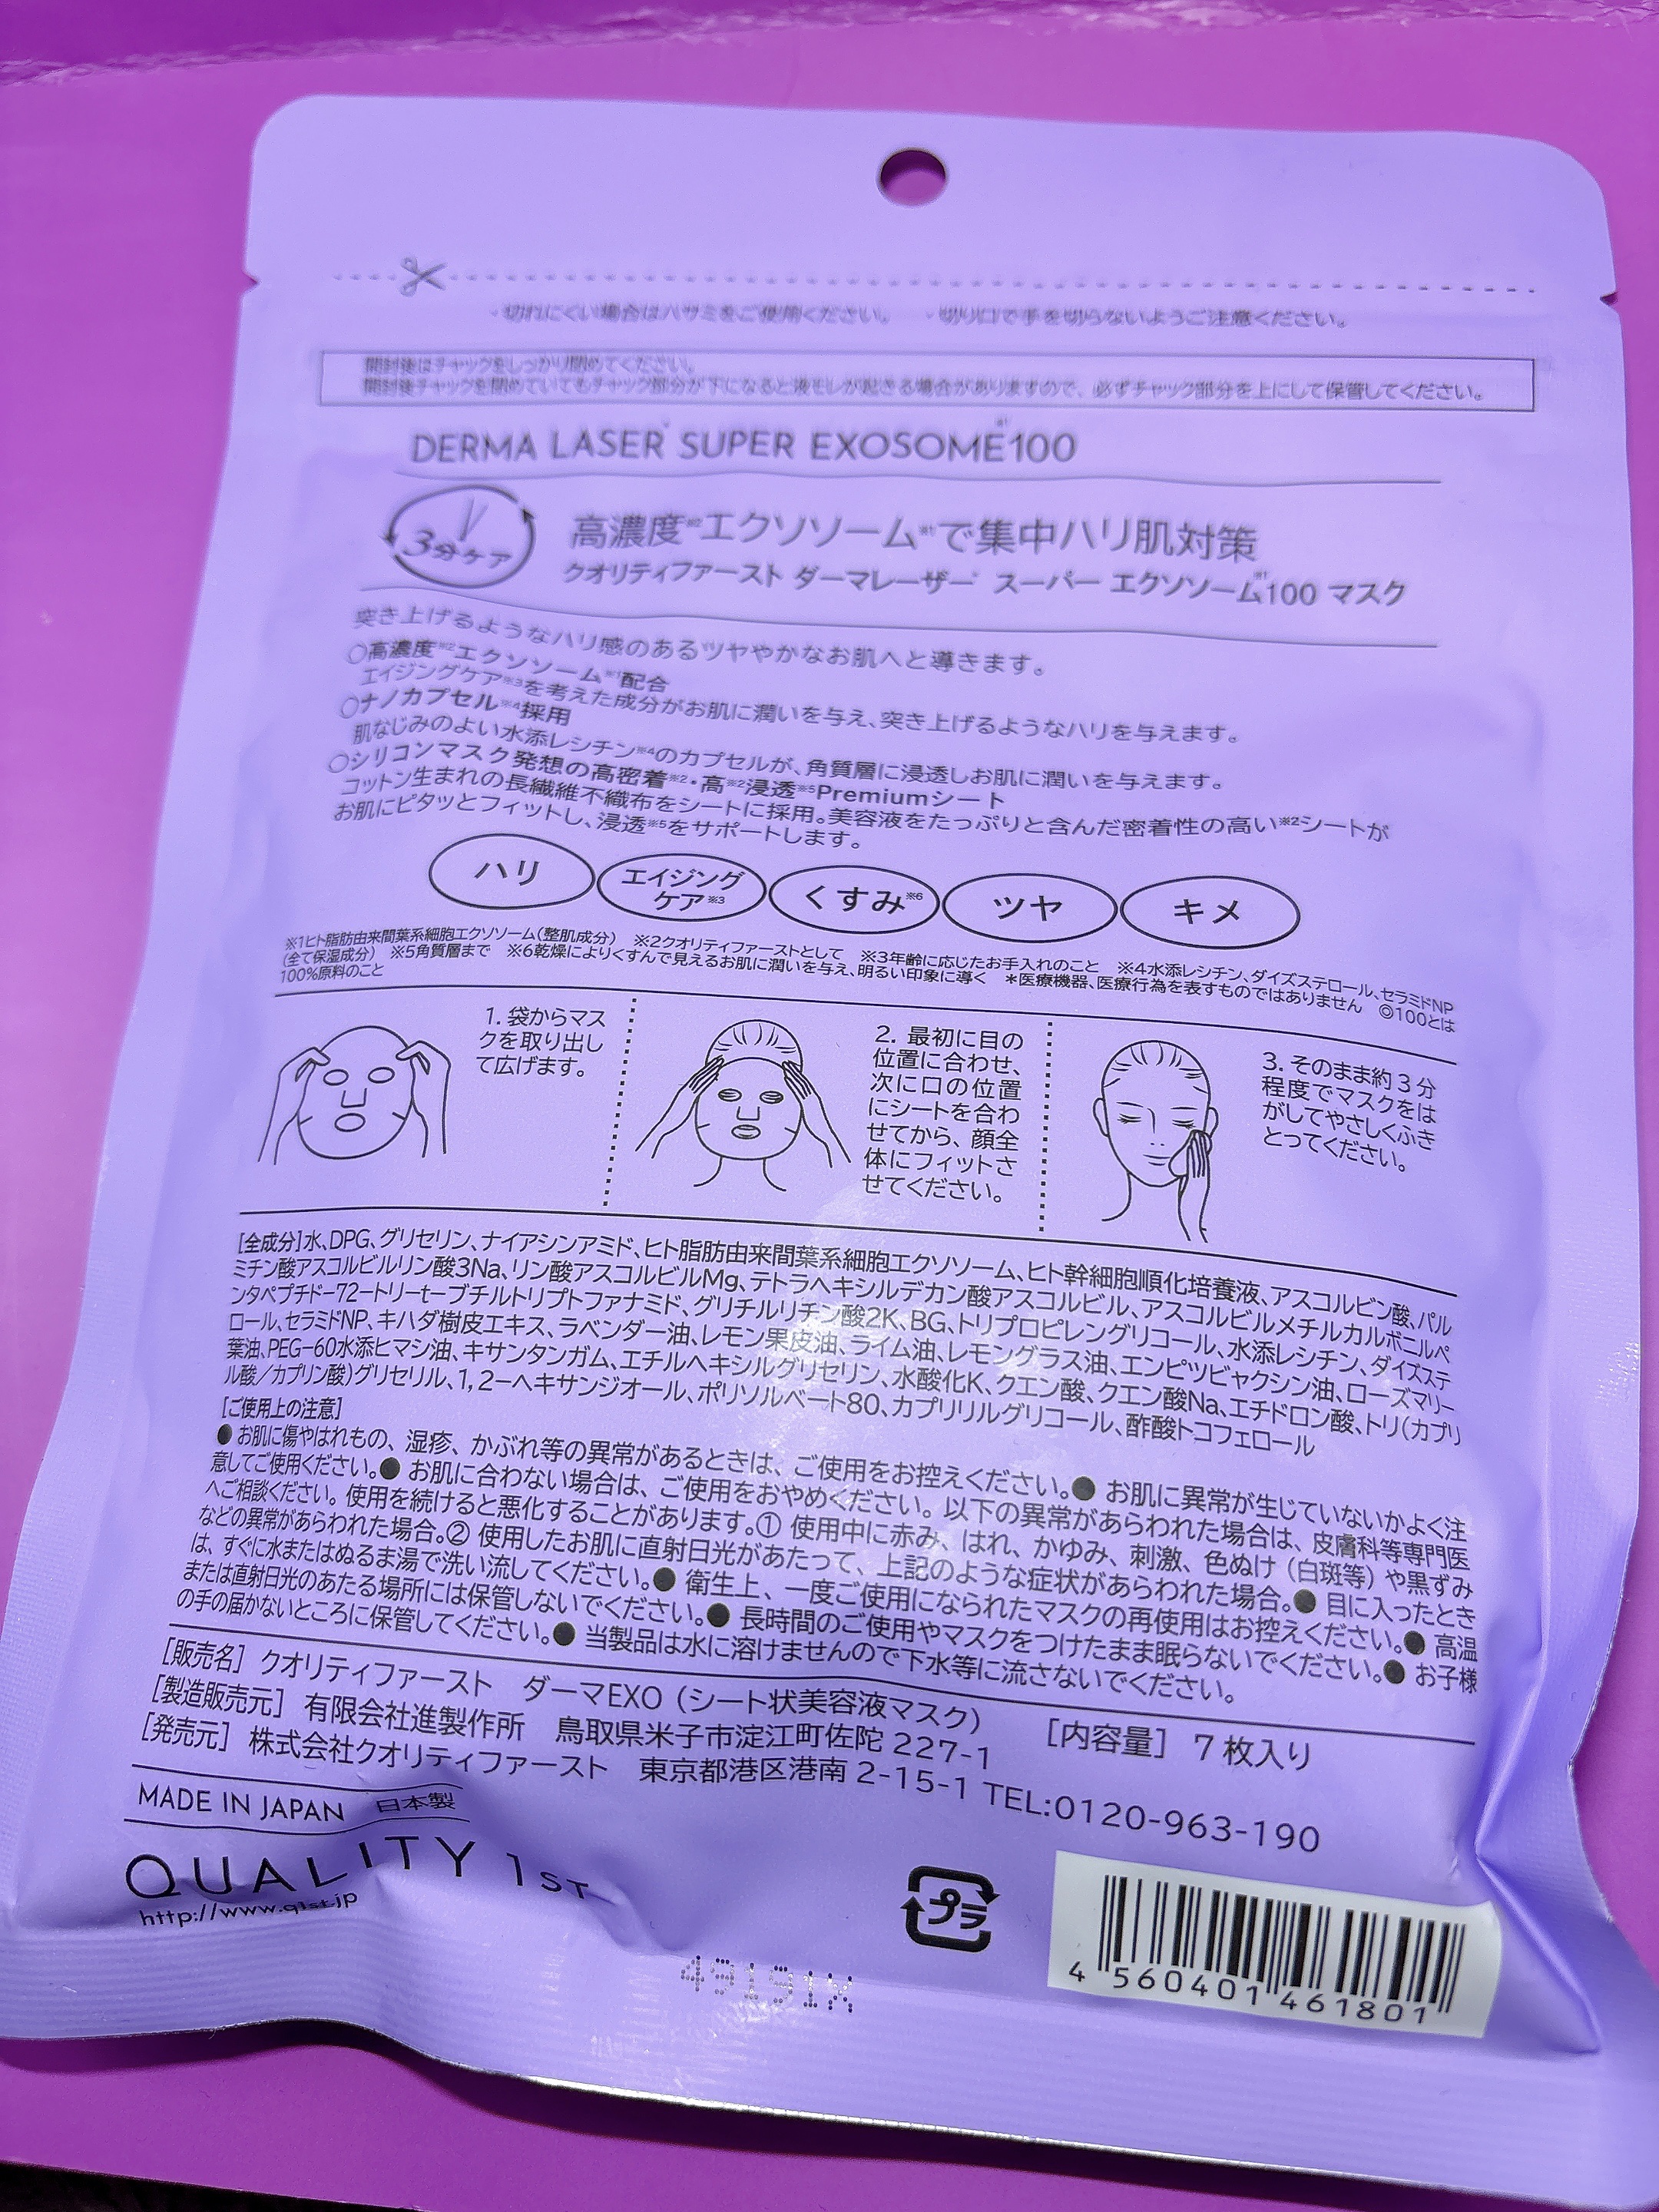 ・切れにくい場合はハサミをご使用ください。 ・切り口で手を切らないようご注意ください。
開封後はチャックをしっかり閉めてください。
開封後チャックを閉めていてもチャック部分が下になると液モレが起きる場合がありますので、必ずチャック部分を上にして保管してください。
DERMA LASER* SUPER EXOSOME※1100
3分ケア
高濃度※2エクソソーム※1で集中ハリ肌対策
クオリティファースト ダーマレーザー* スーパー エクソソーム※1100 マスク
突き上げるようなハリ感のあるツヤやかなお肌へと導きます。
○高濃度※2エクソソーム※1配合
エイジングケア※3を考えた成分がお肌に潤いを与え、突き上げるようなハリを与えます。
○ナノカプセル※4採用
肌なじみのよい水添レシチン※4のカプセルが、角質層に浸透しお肌に潤いを与えます。
○シリコンマスク発想の高密着※2・高※2浸透※5Premiumシート
コットン生まれの長繊維不織布をシートに採用。美容液をたっぷりと含んだ密着性の高い※2シートが
お肌にピタッとフィットし、浸透※5をサポートします。
ハリ エイジングケア※3 くすみ※6 ツヤ キメ
※1ヒト脂肪由来間葉系細胞エクソソーム(整肌成分) ※2クオリティファーストとして ※3年齢に応じたお手入れのこと ※4水添レシチン、ダイズステロール、セラミドNP
(全て保湿成分) ※5角質層まで ※6乾燥によりくすんで見えるお肌に潤いを与え、明るい印象に導く *医療機器、医療行為を表すものではありません ◎100とは
100%原料のこと
1. 袋からマス
クを取り出し
て広げます。
2. 最初に目の
位置に合わせ、
次に口の位置
にシートを合わ
せてから、顔全
体にフィットさ
せてください。
3. そのまま約3分
程度でマスクをは
がしてやさしくふき
とってください。
[全成分]水、DPG、グリセリン、ナイアシンアミド、ヒト脂肪由来間葉系細胞エクソソーム、ヒト幹細胞順化培養液、アスコルビン酸、パル
ミチン酸アスコルビルリン酸3Na、リン酸アスコルビルMg、テトラヘキシルデカン酸アスコルビル、アスコルビルメチルカルボニルペ
ンタペプチドー72ートリーtーブチルトリプトファナミド、グリチルリチン酸2K、BG、トリプロピレングリコール、水添レシチン、ダイズステ
ロール、セラミドNP、キハダ樹皮エキス、ラベンダー油、レモン果皮油、ライム油、レモングラス油、エンピツビャクシン油、ローズマリー
葉油、PEG-60水添ヒマシ油、キサンタンガム、エチルヘキシルグリセリン、水酸化K、クエン酸、クエン酸Na、エチドロン酸、トリ(カプリ
ル酸/カプリン酸)グリセリル、1,2ーヘキサンジオール、ポリソルベート80、カプリリルグリコール、酢酸トコフェロール
[ご使用上の注意]
● お肌に傷やはれもの、湿疹、かぶれ等の異常があるときは、ご使用をお控えください。● お肌に異常が生じていないかよく注
意してご使用ください。● お肌に合わない場合は、ご使用をおやめください。以下の異常があらわれた場合は、皮膚科等専門医
へご相談ください。使用を続けると悪化することがあります。① 使用中に赤み、はれ、かゆみ、刺激、色ぬけ(白斑等)や黒ずみ
などの異常があらわれた場合。② 使用したお肌に直射日光があたって、上記のような症状があらわれた場合。● 目に入ったとき
は、すぐに水またはぬるま湯で洗い流してください。● 衛生上、一度ご使用になられたマスクの再使用はお控えください。● 高温
または直射日光のあたる場所には保管しないでください。● 長時間のご使用やマスクをつけたまま眠らないでください。● お子様
の手の届かないところに保管してください。● 当製品は水に溶けませんので下水等に流さないでください。
[販売名] クオリティファースト ダーマEXO(シート状美容液マスク) [内容量] 7枚入り
[製造販売元] 有限会社進製作所 鳥取県米子市淀江町佐陀 227-1
[発売元] 株式会社クオリティファースト 東京都港区港南 2-15-1 TEL:0120-963-190
MADE IN JAPAN 日本製
QUALITY 1ST
http://www.q1st.jp
プラ
4 560401 461801
49191X